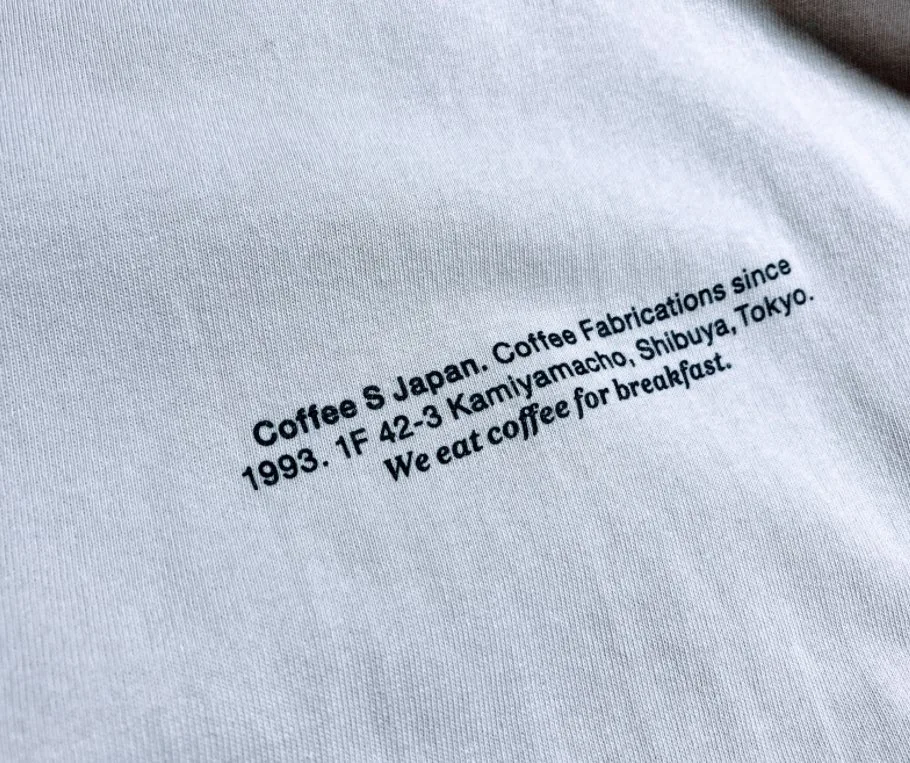 Coffee S Japan. Coffee Fabrications since
1993. 1F 42-3 Kamiyamacho, Shibuya, Tokyo.
We eat coffee for breakfast.